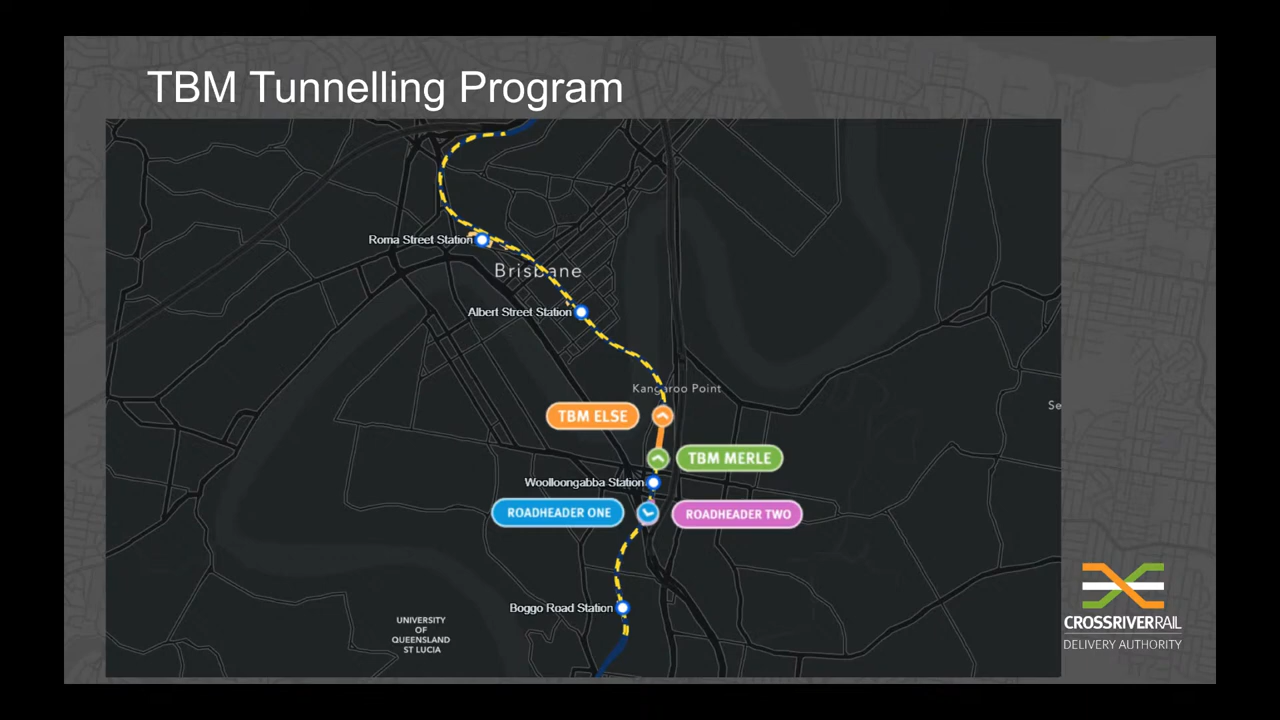 TBM Tunnelling Program
Roma Street Station
Brisbane
Albert Street Station
Kangaroo Point
Se
TBM ELSE
TBM MERLE
Woolloongabba Station
ROADHEADER ONE
ROADHEADER TWO
Boggo Road Station
UNIVERSITY
OF
QUEENSLAND
ST LUCIA
CROSSRIVERRAIL
DELIVERY AUTHORITY